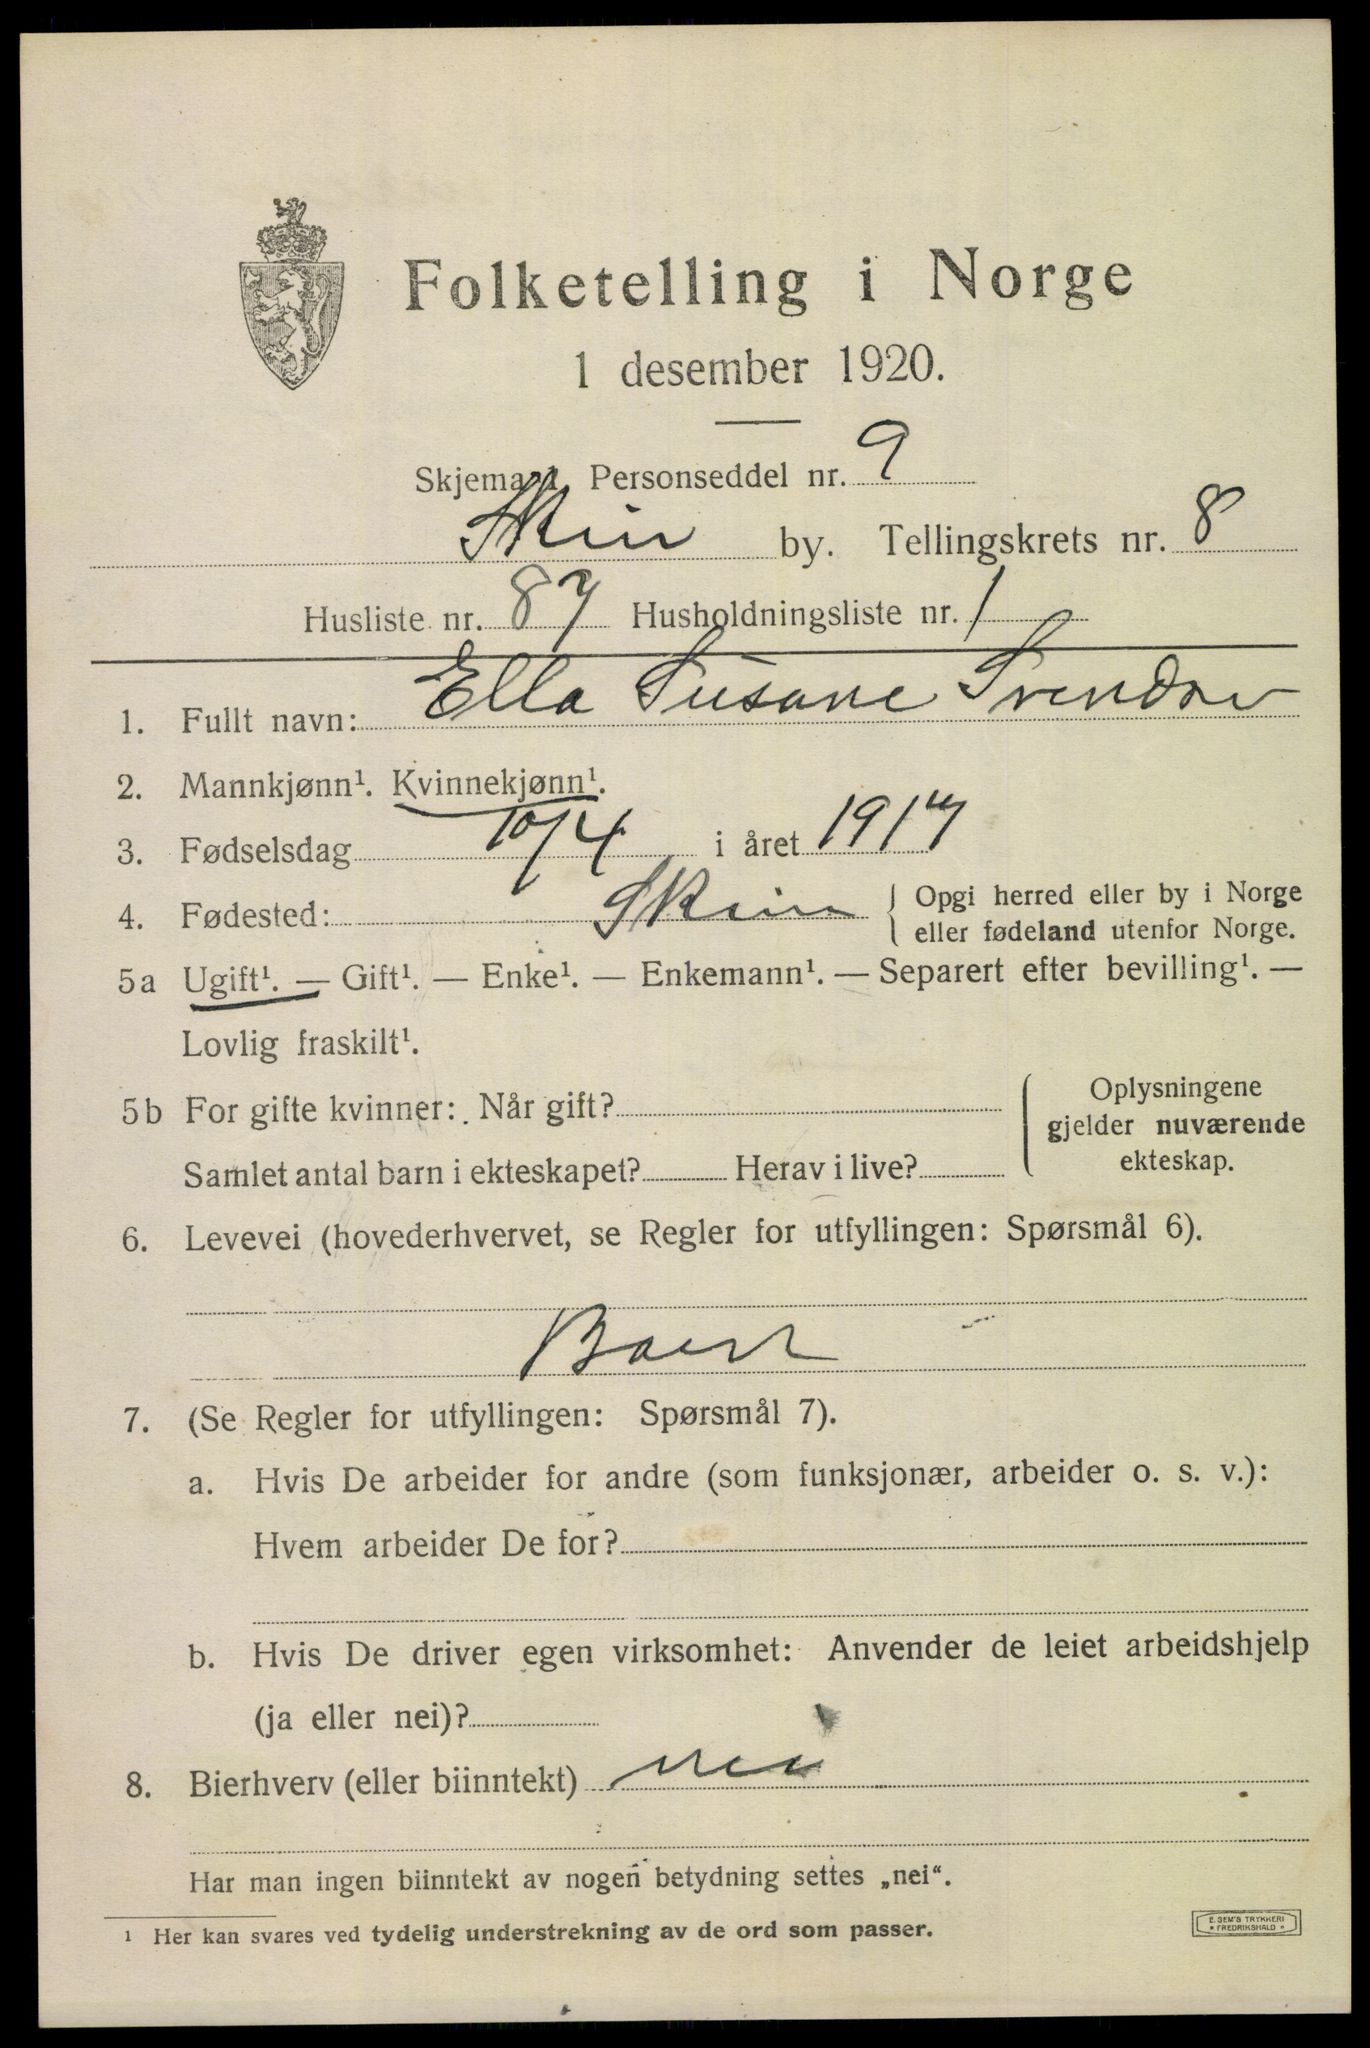 Folketelling i Norge
1 desember 1920.
Skjema 1. Personseddel nr. 9
Skien by. Tellingskrets nr. 8
Husliste nr. 87 Husholdningsliste nr. 1
1. Fullt navn: Ella Susane Svendsen
2. Mannkjønn¹. Kvinnekjønn¹.
3. Fødselsdag 10/4 i året 1917
4. Fødested: Skien { Opgi herred eller by i Norge
eller fødeland utenfor Norge.
5a Ugift¹. — Gift¹. — Enke¹. — Enkemann¹. — Separert efter bevilling¹. —
Lovlig fraskilt¹.
5b For gifte kvinner: Når gift? { Oplysningene
gjelder nuværende
Samlet antal barn i ekteskapet? Herav i live? ekteskap.
6. Levevei (hovederhvervet, se Regler for utfyllingen: Spørsmål 6).
Barn
7. (Se Regler for utfyllingen: Spørsmål 7).
a. Hvis De arbeider for andre (som funksjonær, arbeider o. s. v.):
Hvem arbeider De for?
b. Hvis De driver egen virksomhet: Anvender de leiet arbeidshjelp
(ja eller nei)?
8. Bierhverv (eller biinntekt) nei
Har man ingen biinntekt av nogen betydning settes „nei“.
¹ Her kan svares ved tydelig understrekning av de ord som passer.
E. SEM'S TRYKKERI
* FREDRIKSHALD *